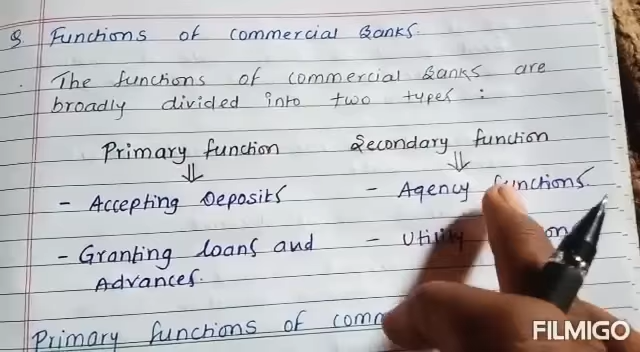 Q Functions of commercial Banks.
The functions of commercial Banks are
broadly divided into two types :
Primary function Secondary function
- Accepting Deposits - Agency functions.
- Granting loans and - Utility
Advances.
Primary functions of
FILMIGO